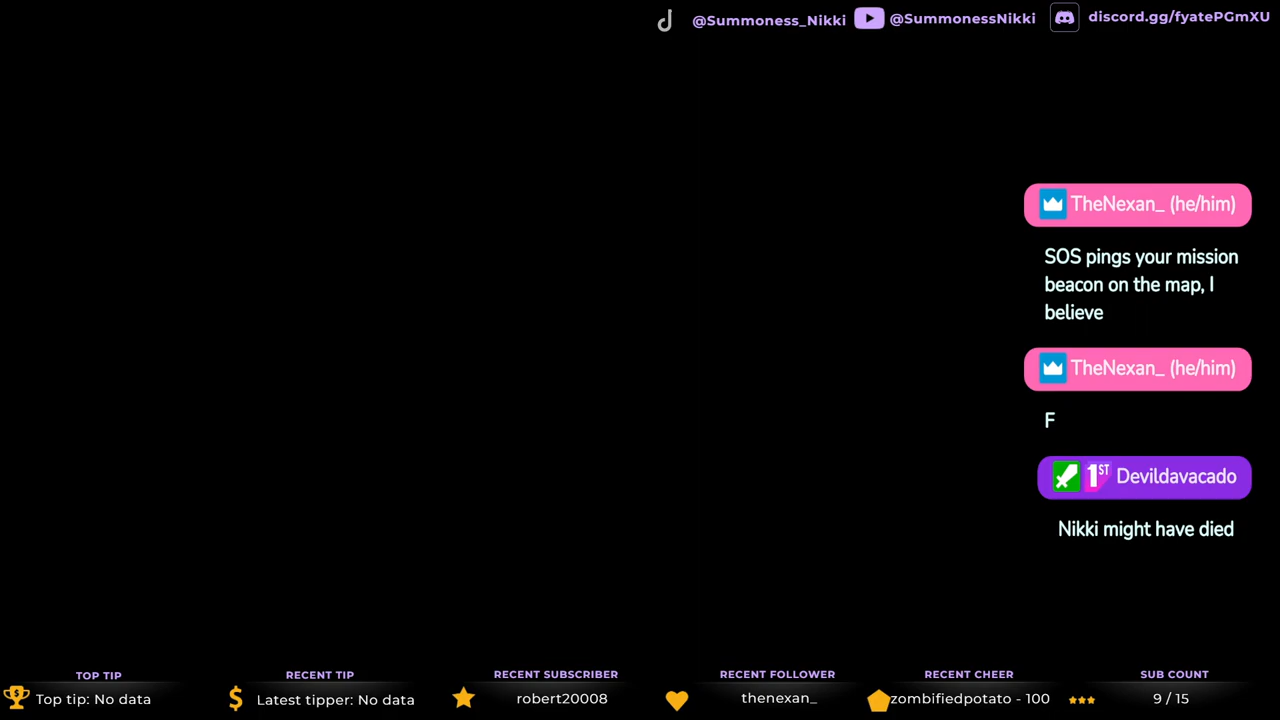 @Summoness_Nikki @SummonessNikki discord.gg/fyatePGmXU
TheNexan_ (he/him)
SOS pings your mission
beacon on the map, I
believe
TheNexan_ (he/him)
F
1ST Devildavacado
Nikki might have died
TOP TIP
Top tip: No data
RECENT TIP
Latest tipper: No data
RECENT SUBSCRIBER
robert20008
RECENT FOLLOWER
thenexan_
RECENT CHEER
zombifiedpotato - 100
SUB COUNT
9 / 15